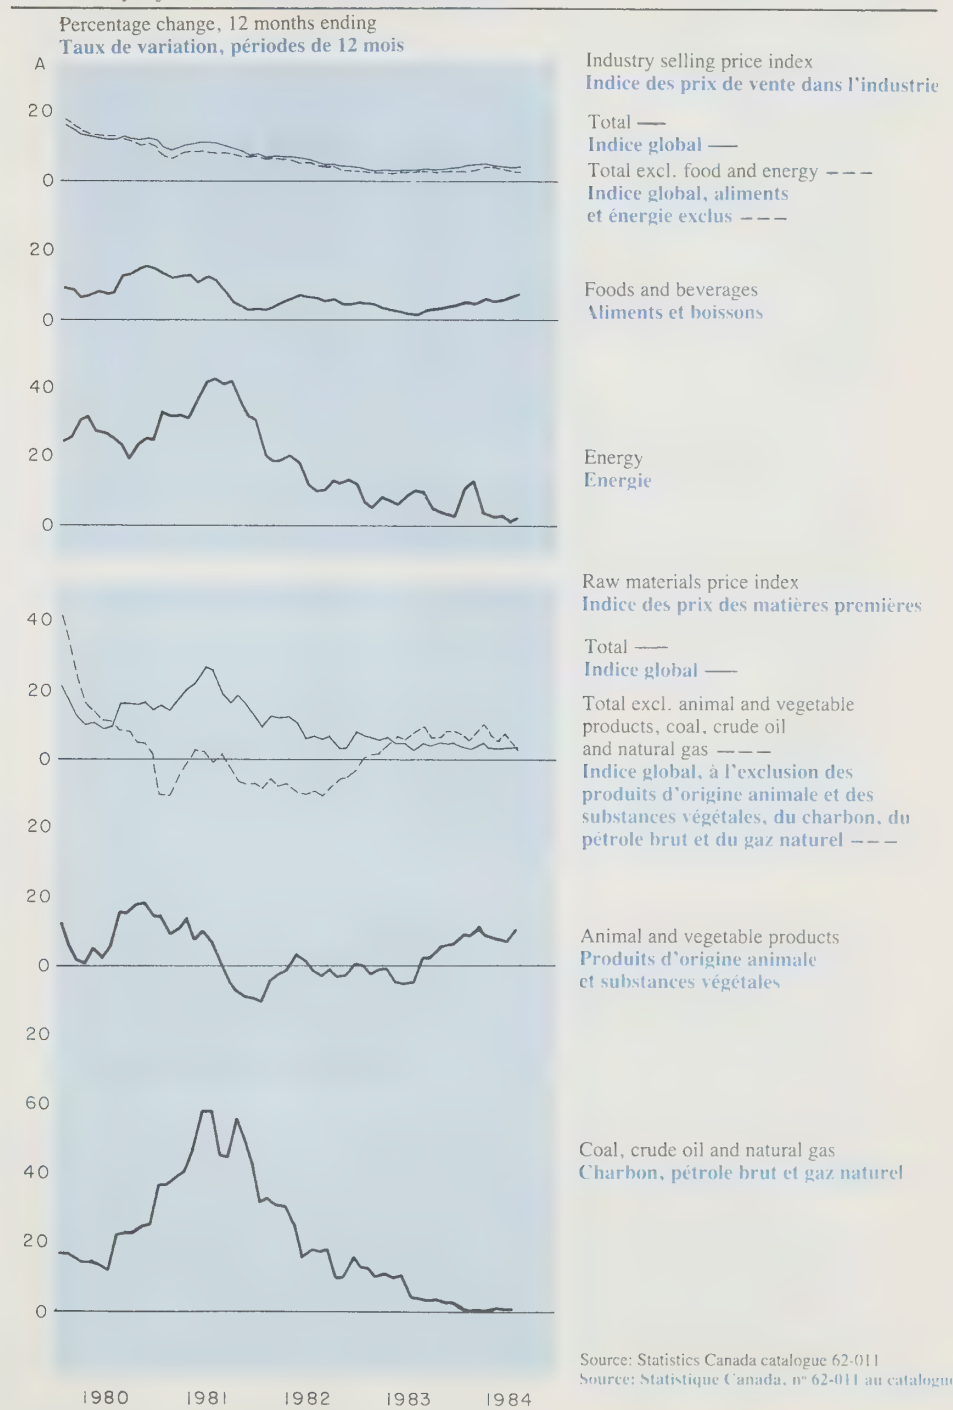 Percentage change, 12 months ending
Taux de variation, périodes de 12 mois
A
20
0
20
0
40
20
0
40
20
0
20
20
0
20
60
40
20
0
1980 1981 1982 1983 1984
Industry selling price index
Indice des prix de vente dans l'industrie
Total —
Indice global —
Total excl. food and energy – – –
Indice global, aliments
et énergie exclus – – –
Foods and beverages
Aliments et boissons
Energy
Energie
Raw materials price index
Indice des prix des matières premières
Total —
Indice global —
Total excl. animal and vegetable
products, coal, crude oil
and natural gas – – –
Indice global, à l'exclusion des
produits d'origine animale et des
substances végétales, du charbon, du
pétrole brut et du gaz naturel – – –
Animal and vegetable products
Produits d'origine animale
et substances végétales
Coal, crude oil and natural gas
Charbon, pétrole brut et gaz naturel
Source: Statistics Canada catalogue 62-011
Source: Statistique Canada, nº 62-011 au catalogue